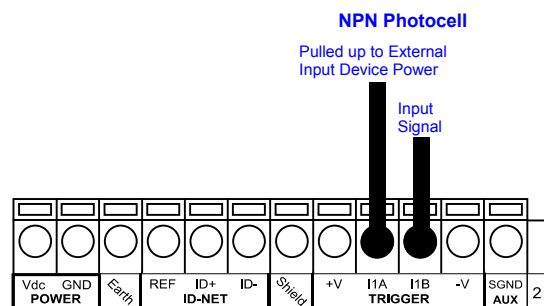 NPN Photocell
Pulled up to External
Input Device Power
Input
Signal
Vdc GND Earth REF ID+ ID- Shield +V I1A I1B -V SGND
POWER ID-NET TRIGGER AUX 2